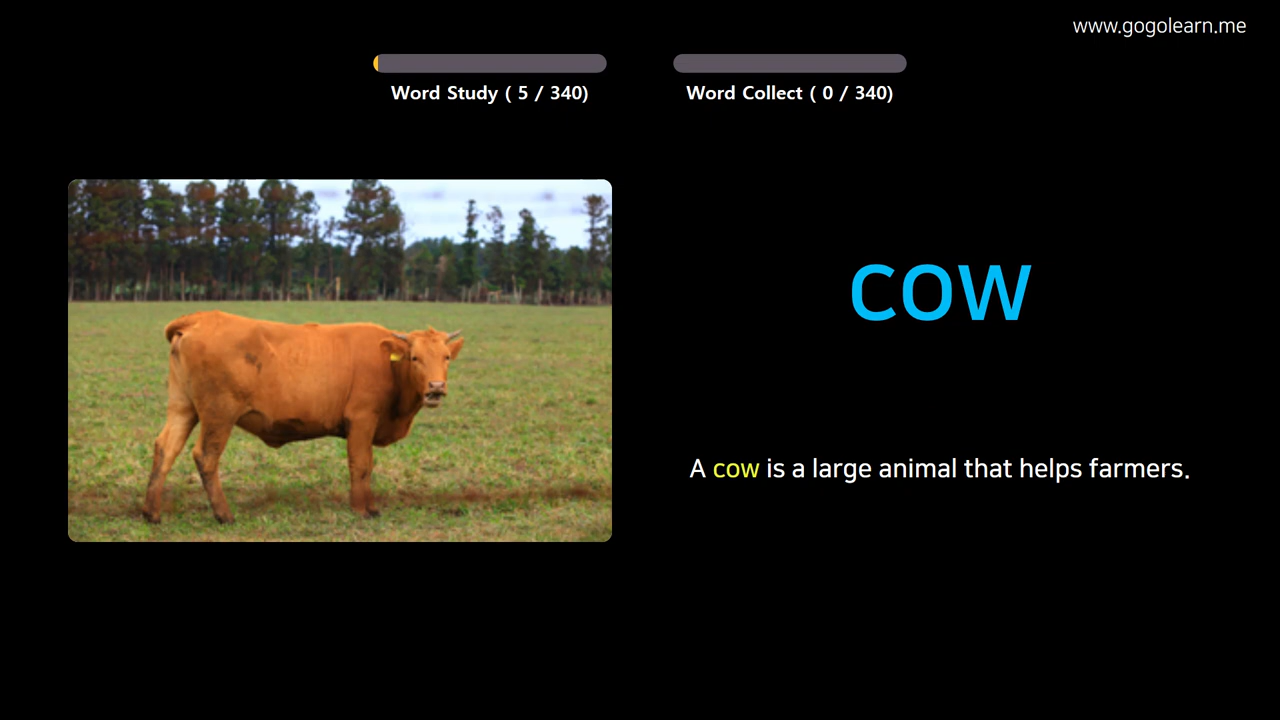 www.gogolearn.me
Word Study ( 5 / 340)
Word Collect ( 0 / 340)
cow
A cow is a large animal that helps farmers.